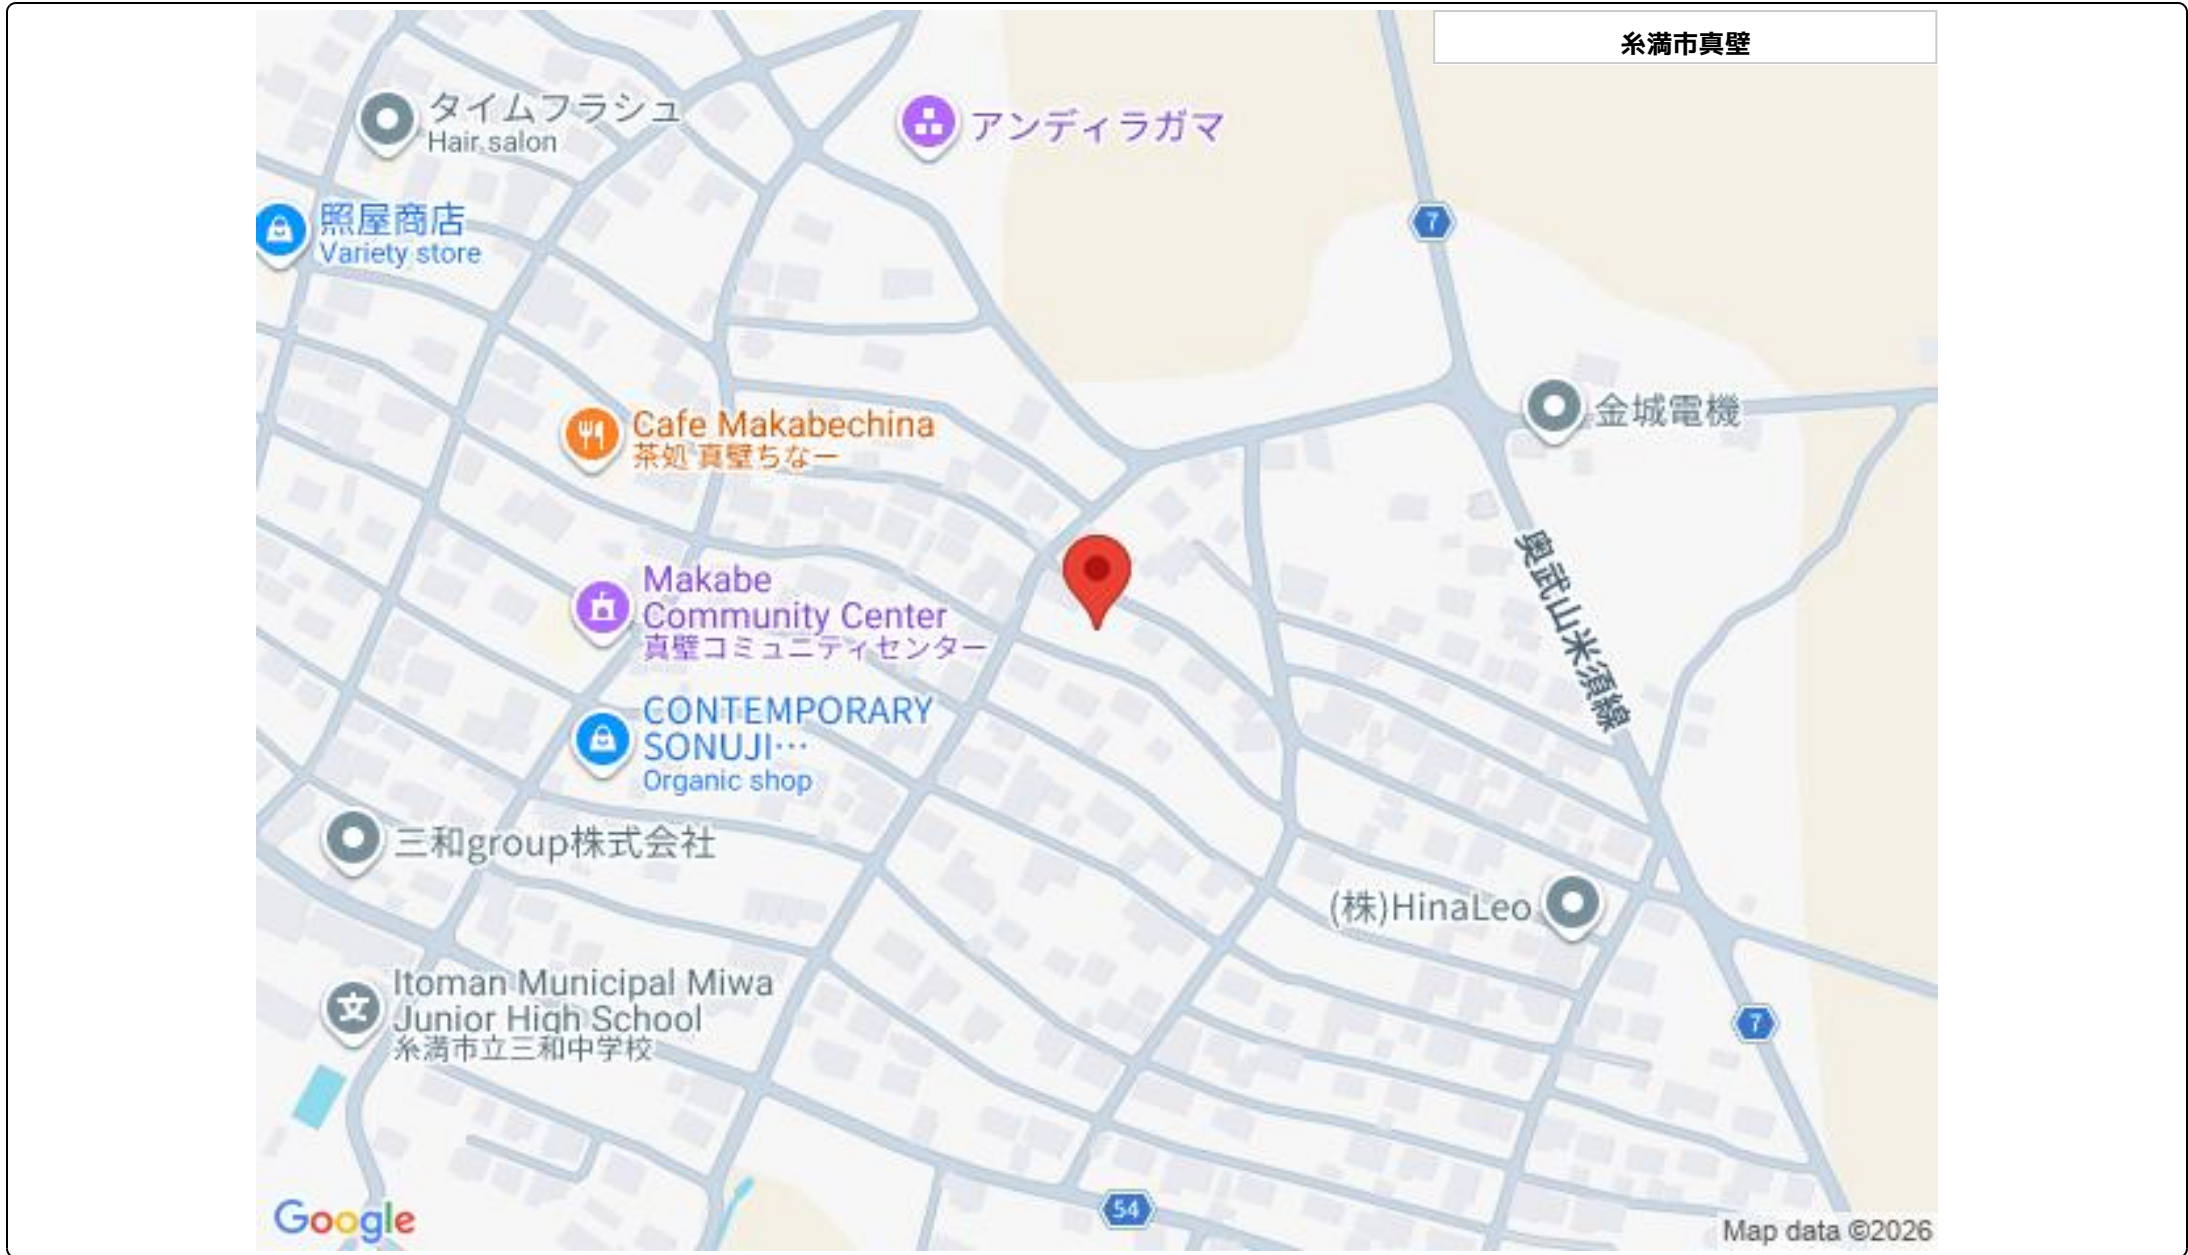 糸満市真壁
タイムフラシュ
Hair salon
アンディラガマ
照屋商店
Variety store
7
金城電機
Cafe Makabechina
茶処 真壁ちなー
奥武山米須線
Makabe
Community Center
真壁コミュニティセンター
CONTEMPORARY
SONUJI…
Organic shop
三和group株式会社
(株)HinaLeo
Itoman Municipal Miwa
Junior High School
糸満市立三和中学校
文
7
54
Google
Map data ©2026